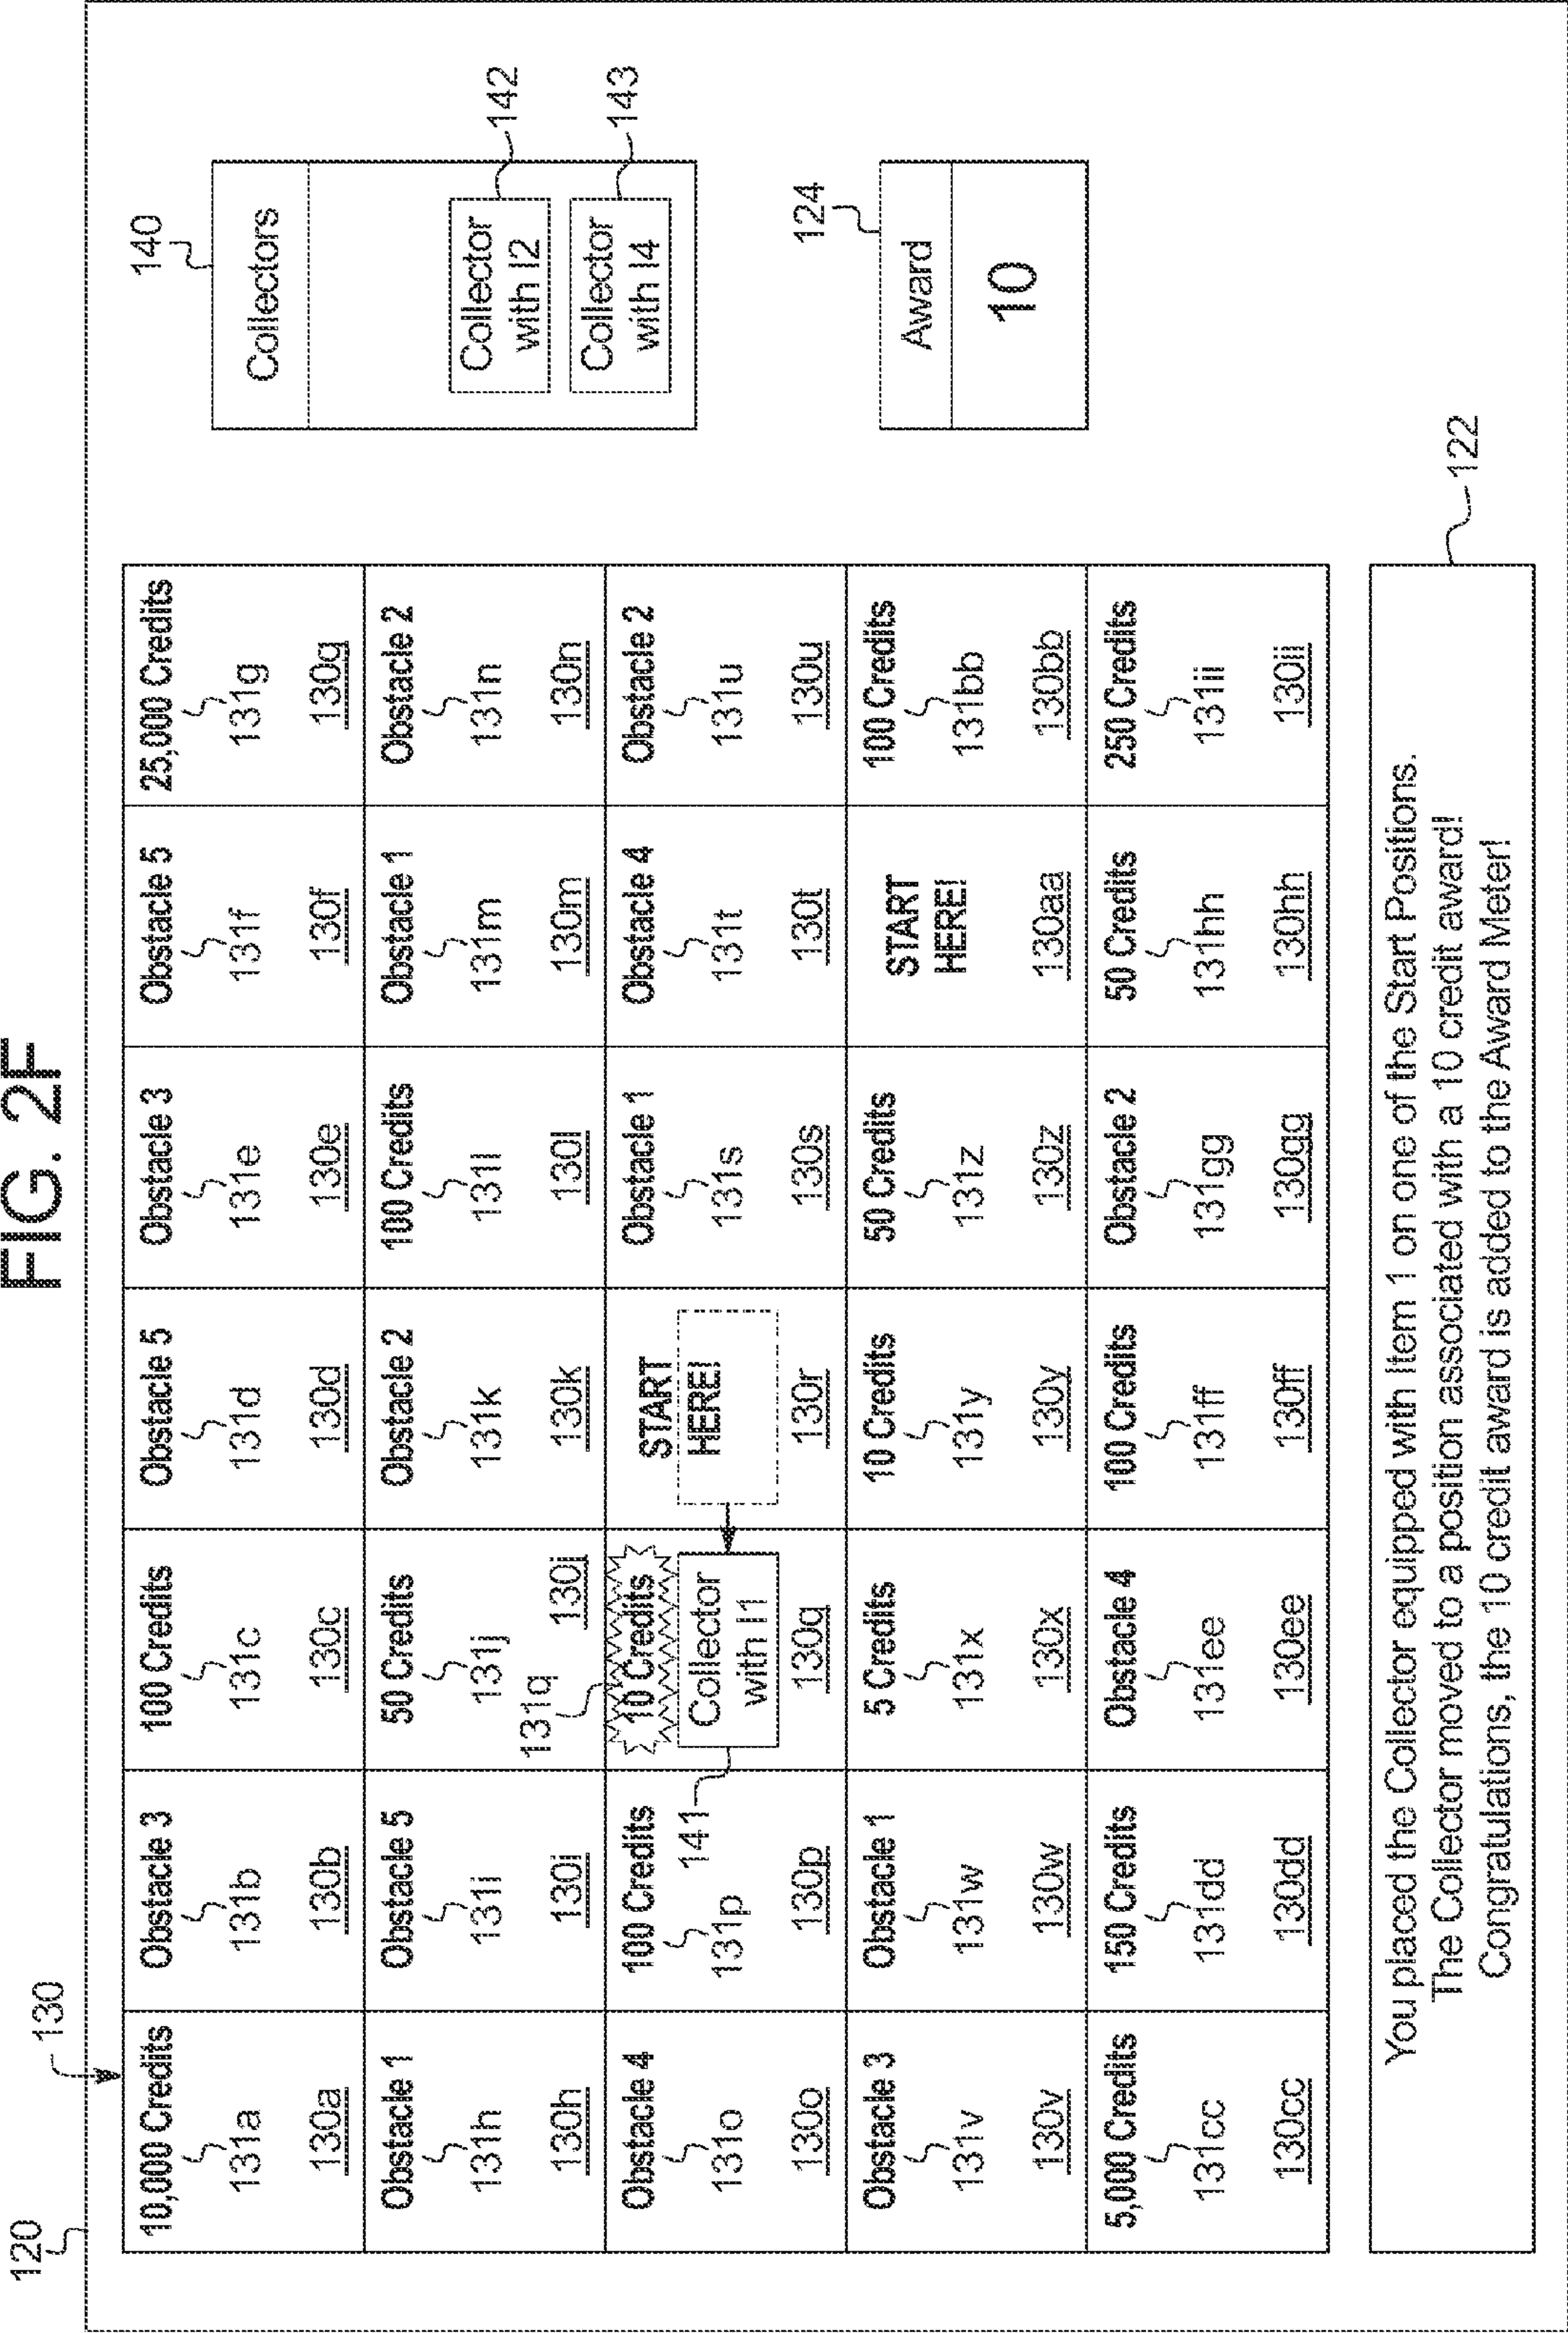 FIG. 2F
120
130
10,000 Credits
131a
130a
Obstacle 3
131b
130b
100 Credits
131c
130c
Obstacle 5
131d
130d
Obstacle 3
131e
130e
Obstacle 5
131f
130f
25,000 Credits
131g
130g
Obstacle 1
131h
130h
Obstacle 5
131i
130i
50 Credits
131j
130j
Obstacle 2
131k
130k
100 Credits
131l
130l
Obstacle 1
131m
130m
Obstacle 2
131n
130n
Obstacle 4
131o
130o
100 Credits
131p
130p
131q
10 Credits
Collector
with I1
141
130q
START
HERE!
130r
Obstacle 1
131s
130s
Obstacle 4
131t
130t
Obstacle 2
131u
130u
Obstacle 3
131v
130v
Obstacle 1
131w
130w
5 Credits
131x
130x
10 Credits
131y
130y
50 Credits
131z
130z
START
HERE!
130aa
100 Credits
131bb
130bb
5,000 Credits
131cc
130cc
150 Credits
131dd
130dd
Obstacle 4
131ee
130ee
100 Credits
131ff
130ff
Obstacle 2
131gg
130gg
50 Credits
131hh
130hh
250 Credits
131ii
130ii
140
Collectors
Collector
with I2
142
Collector
with I4
143
124
Award
10
122
You placed the Collector equipped with Item 1 on one of the Start Positions.
The Collector moved to a position associated with a 10 credit award!
Congratulations, the 10 credit award is added to the Award Meter!